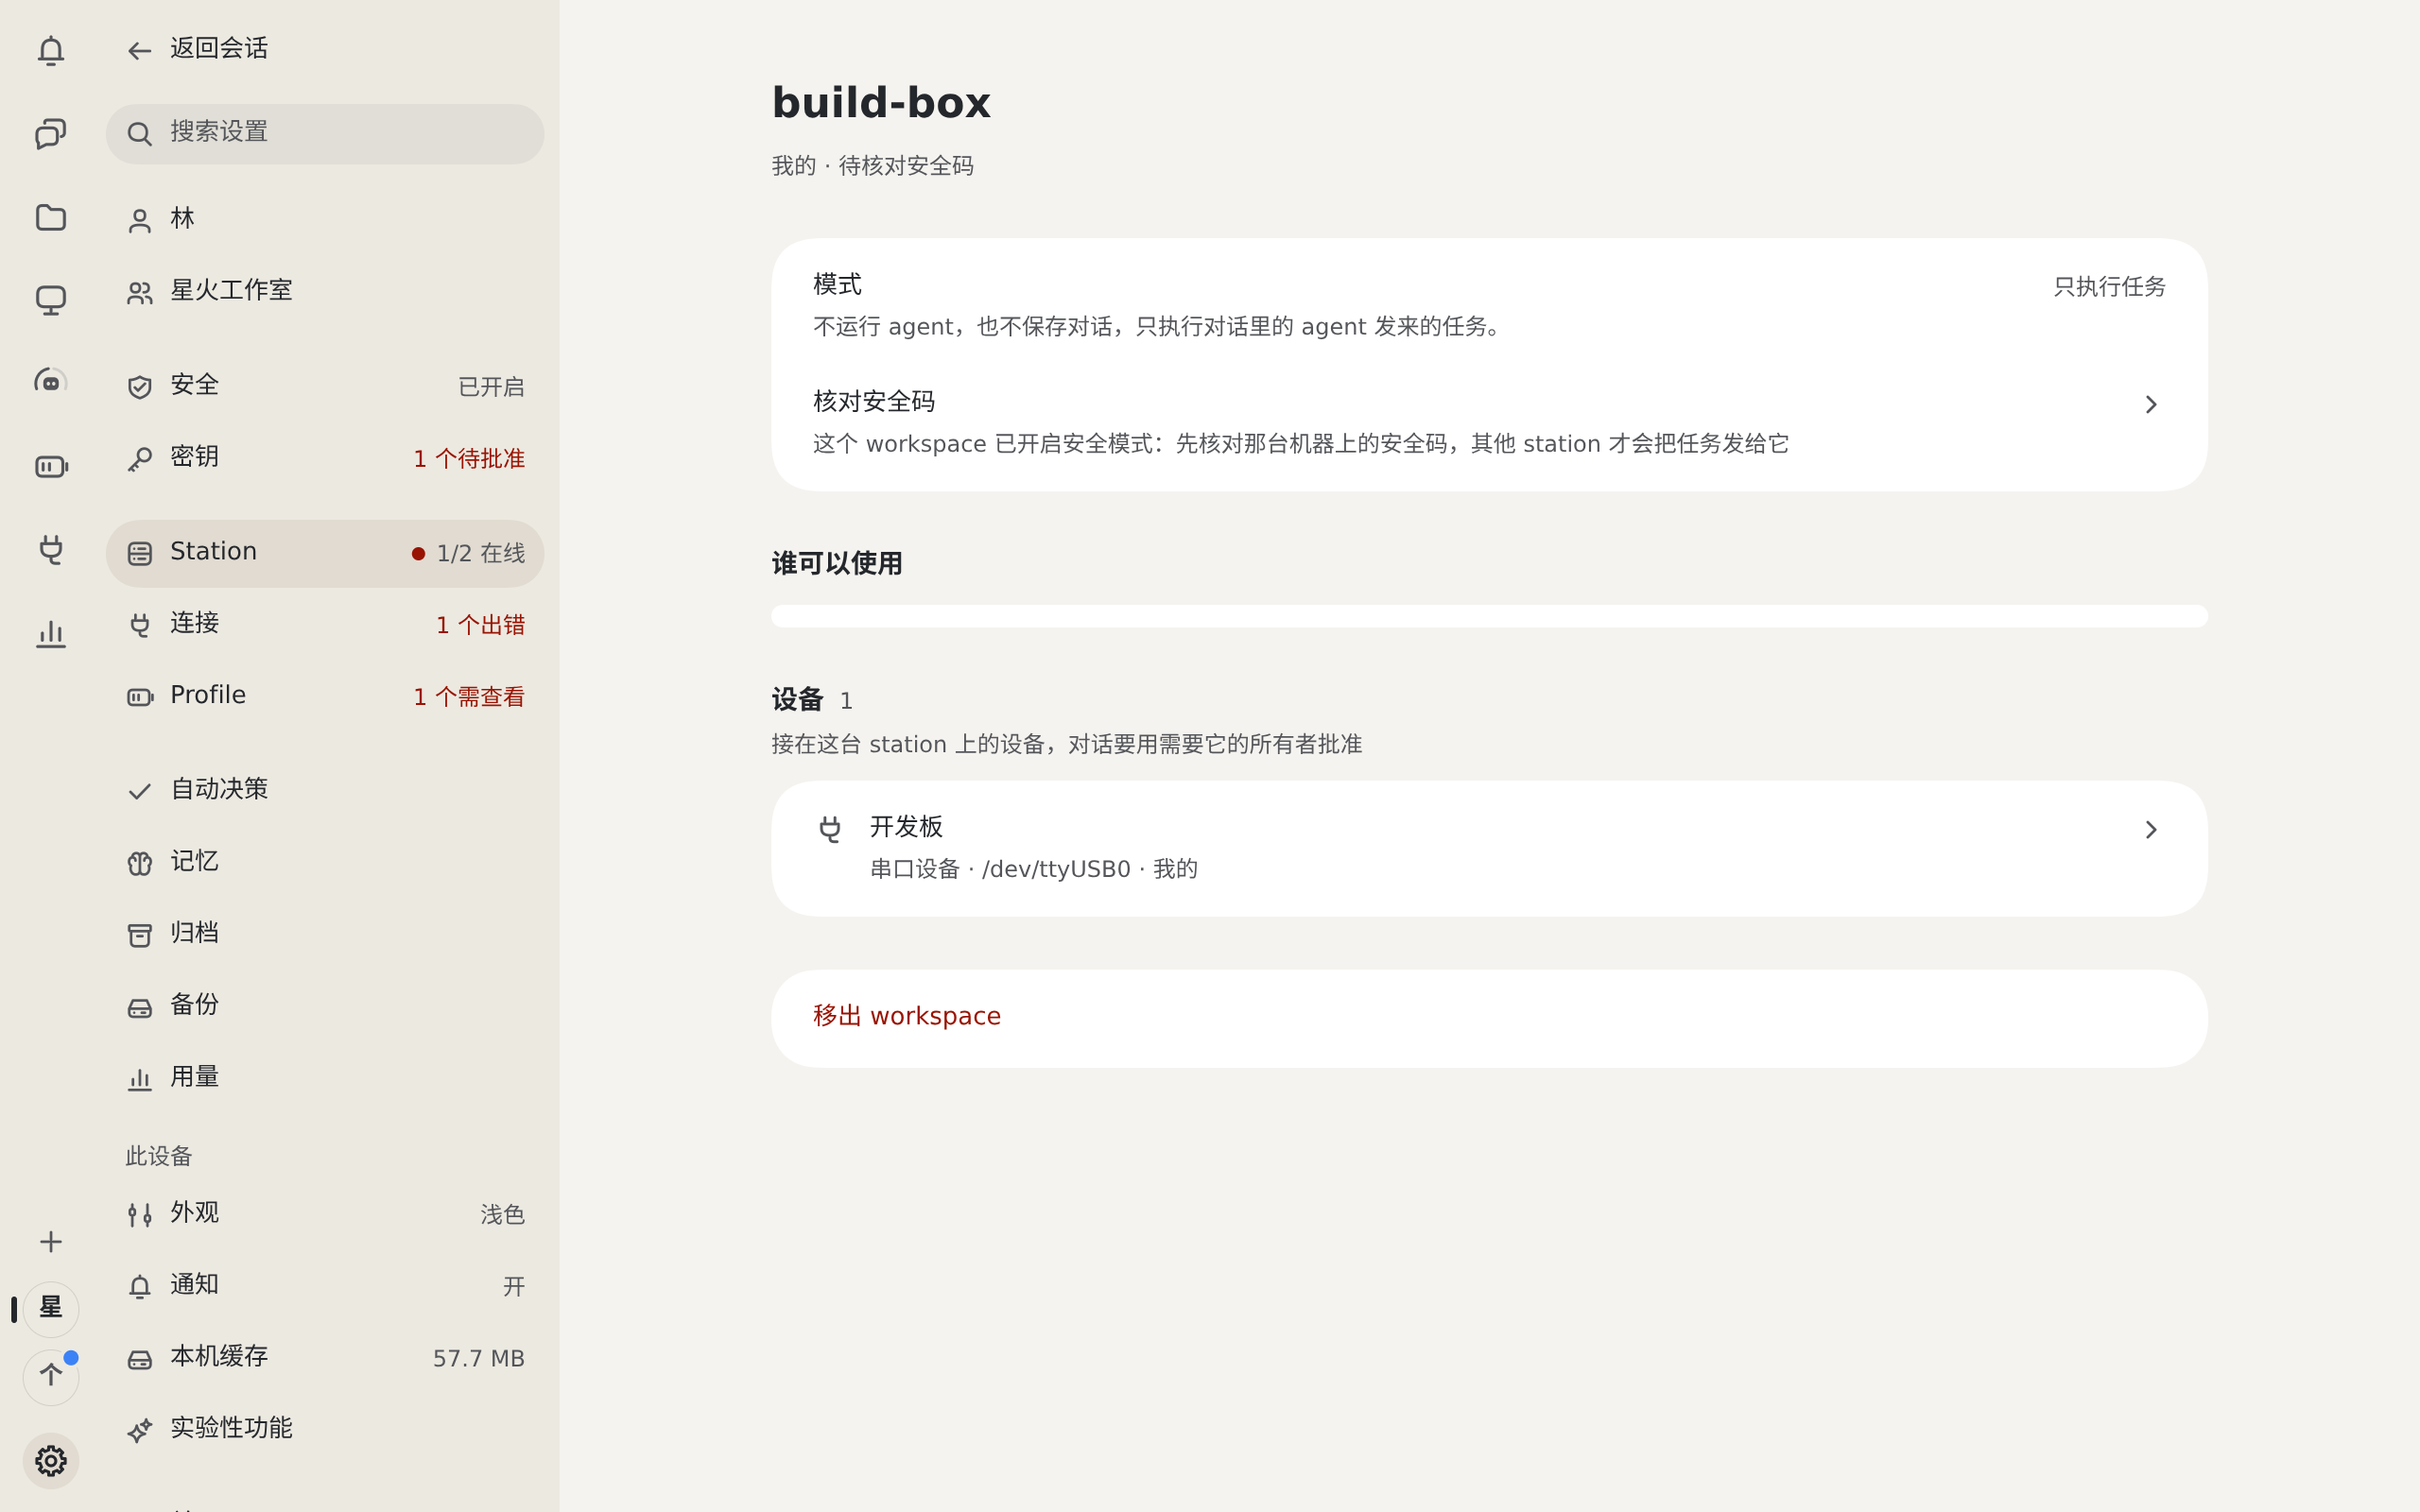 返回会话
搜索设置
林
星火工作室
安全 已开启
密钥 1 个待批准
Station 1/2 在线
连接 1 个出错
Profile 1 个需查看
自动决策
记忆
归档
备份
用量
此设备
外观 浅色
通知 开
本机缓存 57.7 MB
实验性功能
星
个
build-box
我的 · 待核对安全码
模式 只执行任务
不运行 agent，也不保存对话，只执行对话里的 agent 发来的任务。
核对安全码
这个 workspace 已开启安全模式：先核对那台机器上的安全码，其他 station 才会把任务发给它
谁可以使用
设备 1
接在这台 station 上的设备，对话要用需要它的所有者批准
开发板
串口设备 · /dev/ttyUSB0 · 我的
移出 workspace